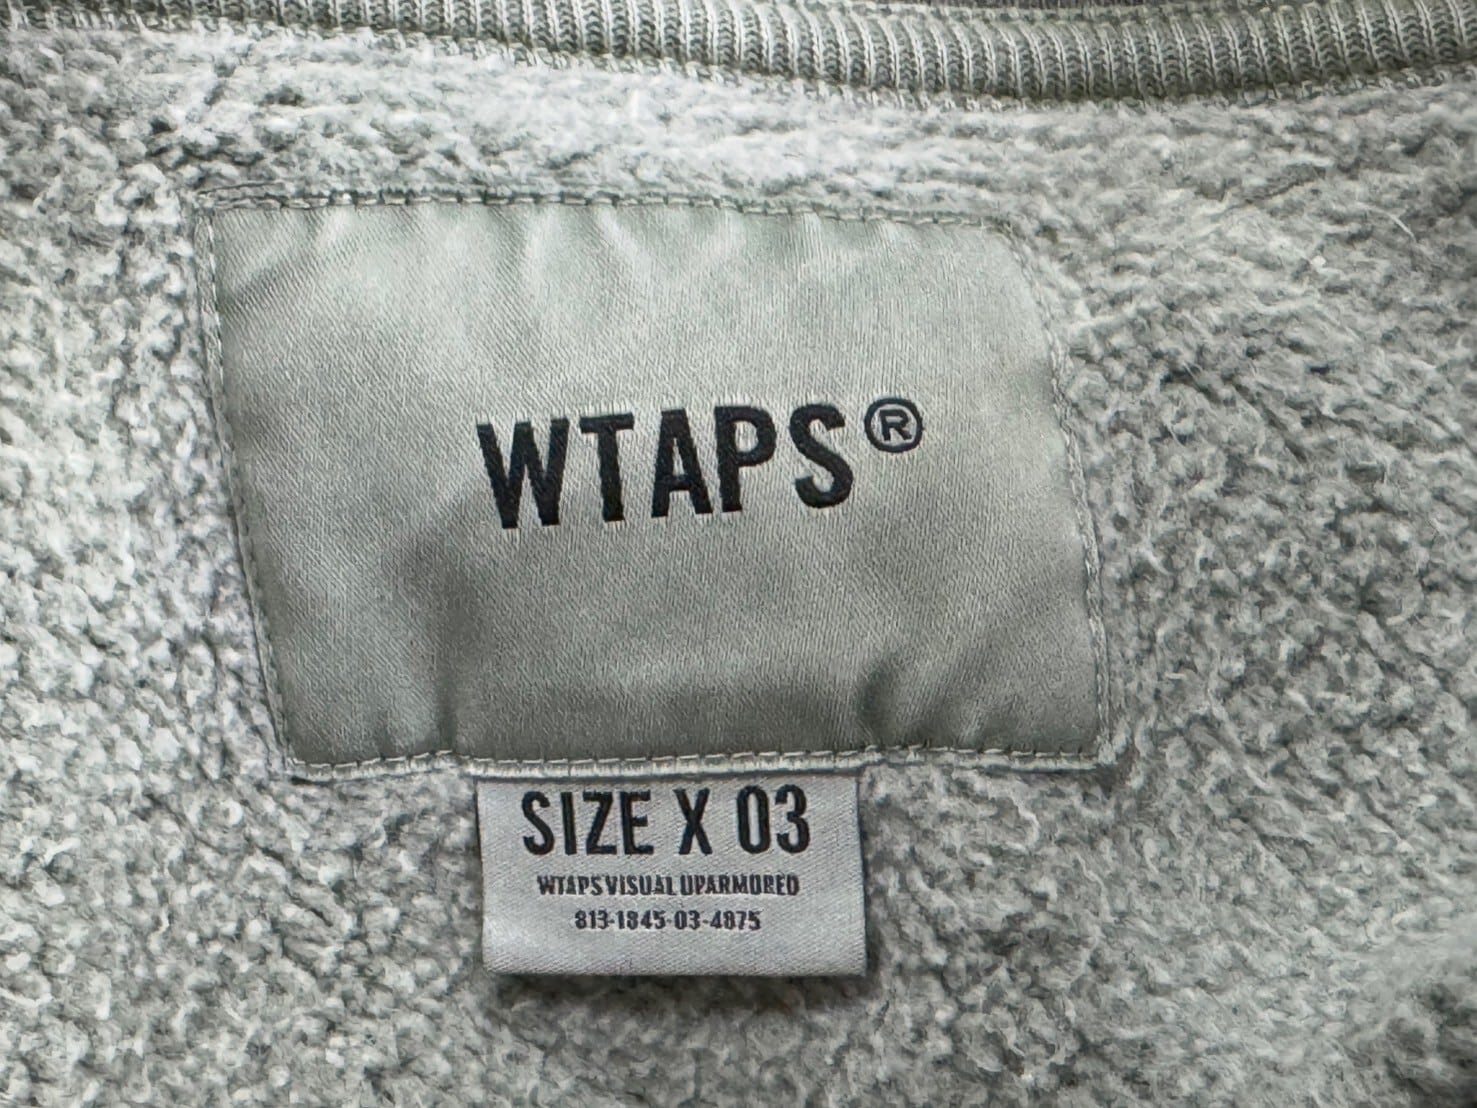 WTAPS®
SIZE X 03
WTAPS VISUAL UPARMORED
813-1845-03-4875